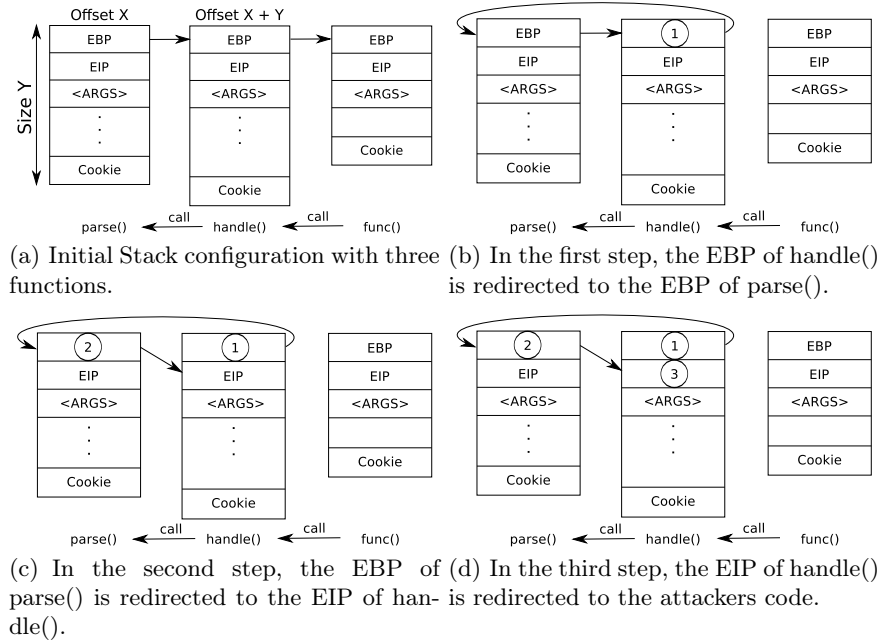 Offset X Offset X + Y
EBP EBP EBP
EIP EIP EIP
<ARGS> <ARGS> <ARGS>
Size Y
Cookie
Cookie
Cookie
parse() call handle() call func()
(a) Initial Stack configuration with three
functions.
EBP 1 EBP
EIP EIP EIP
<ARGS> <ARGS> <ARGS>
Cookie
Cookie
Cookie
parse() call handle() call func()
(b) In the first step, the EBP of handle()
is redirected to the EBP of parse().
2 1 EBP
EIP EIP EIP
<ARGS> <ARGS> <ARGS>
Cookie
Cookie
Cookie
parse() call handle() call func()
(c) In the second step, the EBP of
parse() is redirected to the EIP of han-
dle().
2 1 EBP
EIP 3 EIP
<ARGS> <ARGS> <ARGS>
Cookie
Cookie
Cookie
parse() call handle() call func()
(d) In the third step, the EIP of handle()
is redirected to the attackers code.